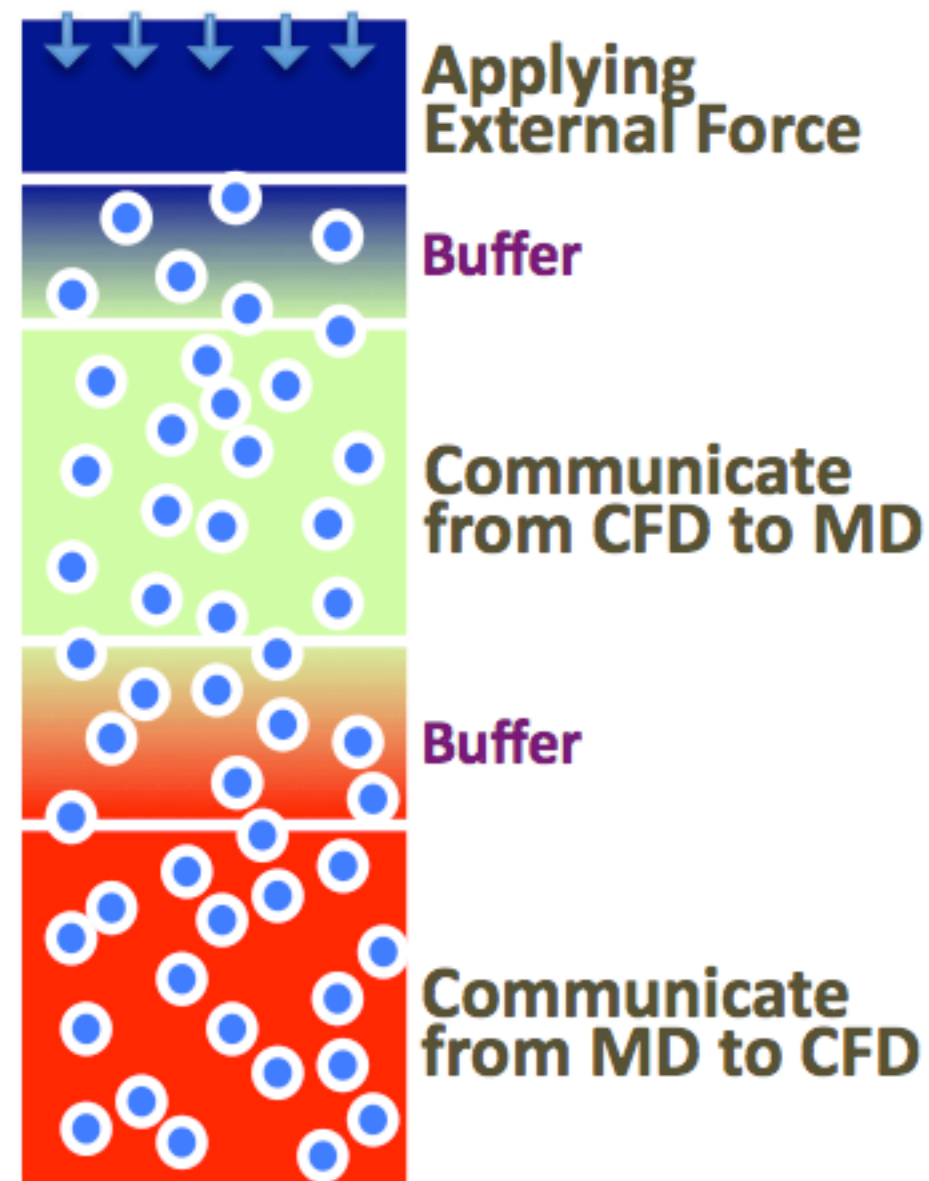 Applying
External Force
Buffer
Communicate
from CFD to MD
Buffer
Communicate
from MD to CFD